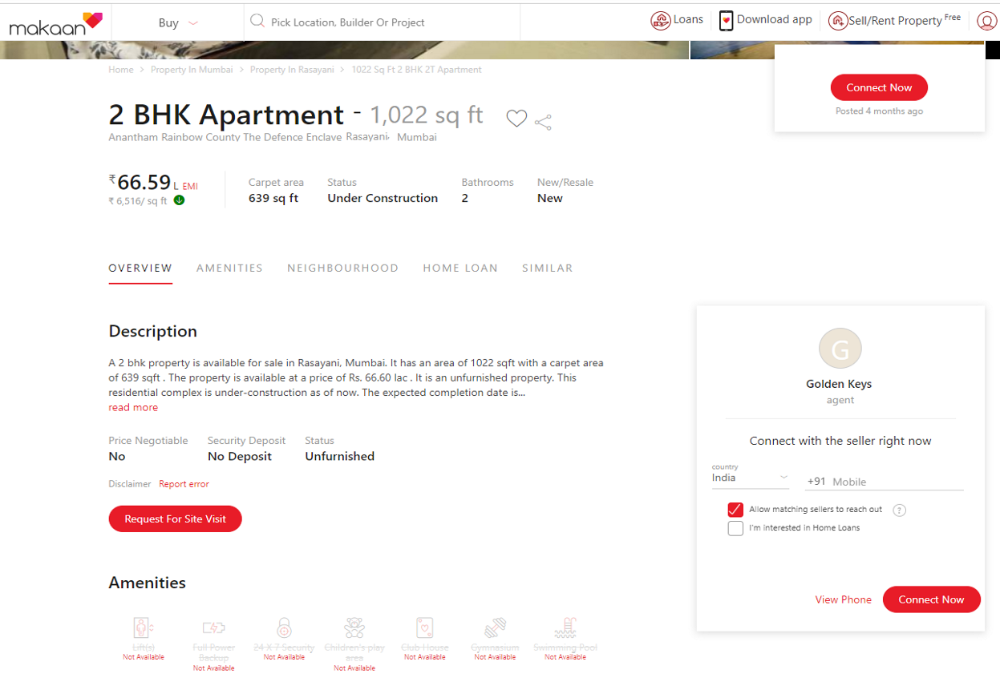 makaan
Buy
Pick Location, Builder Or Project
Loans
Download app
Sell/Rent Property Free
Connect Now
Posted 4 months ago
Home > Property In Mumbai > Property In Rasayani > 1022 Sq Ft 2 BHK 2T Apartment
2 BHK Apartment - 1,022 sq ft
Anantham Rainbow County The Defence Enclave Rasayani, Mumbai
₹66.59 L EMI
₹ 6,516/ sq ft
Carpet area
639 sq ft
Status
Under Construction
Bathrooms
2
New/Resale
New
OVERVIEW AMENITIES NEIGHBOURHOOD HOME LOAN SIMILAR
Description
A 2 bhk property is available for sale in Rasayani, Mumbai. It has an area of 1022 sqft with a carpet area
of 639 sqft . The property is available at a price of Rs. 66.60 lac . It is an unfurnished property. This
residential complex is under-construction as of now. The expected completion date is...
read more
Price Negotiable
No
Security Deposit
No Deposit
Status
Unfurnished
Disclaimer Report error
Request For Site Visit
Amenities
Lift(s)
Not Available
Full Power
Backup
Not Available
24 X 7 Security
Not Available
Children's play
area
Not Available
Club House
Not Available
Gymnasium
Not Available
Swimming Pool
Not Available
G
Golden Keys
agent
Connect with the seller right now
country
India
+91 Mobile
Allow matching sellers to reach out ?
I'm interested in Home Loans
View Phone
Connect Now